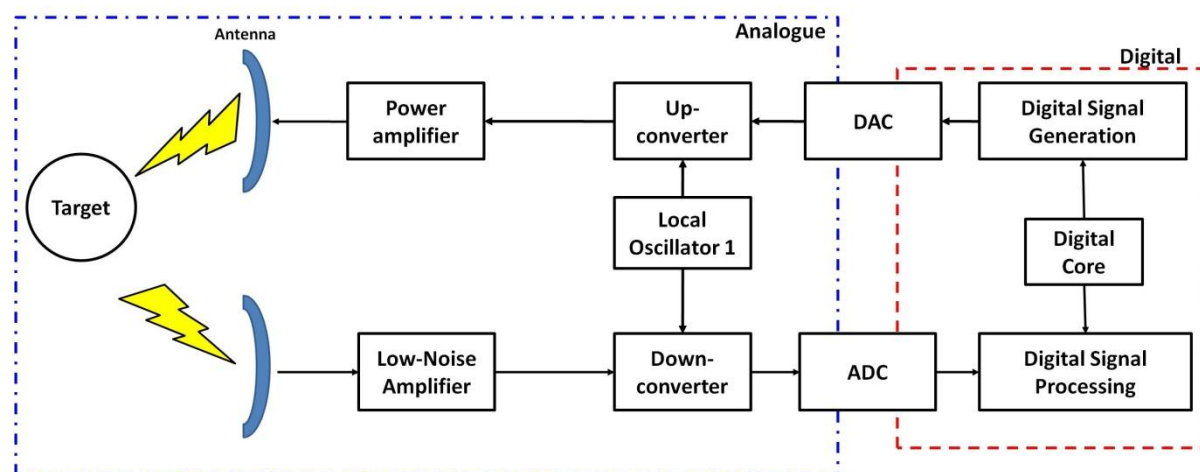 Antenna
Analogue
Digital
Power
amplifier
Up-
converter
DAC
Digital Signal
Generation
Target
Local
Oscillator 1
Digital
Core
Low-Noise
Amplifier
Down-
converter
ADC
Digital Signal
Processing